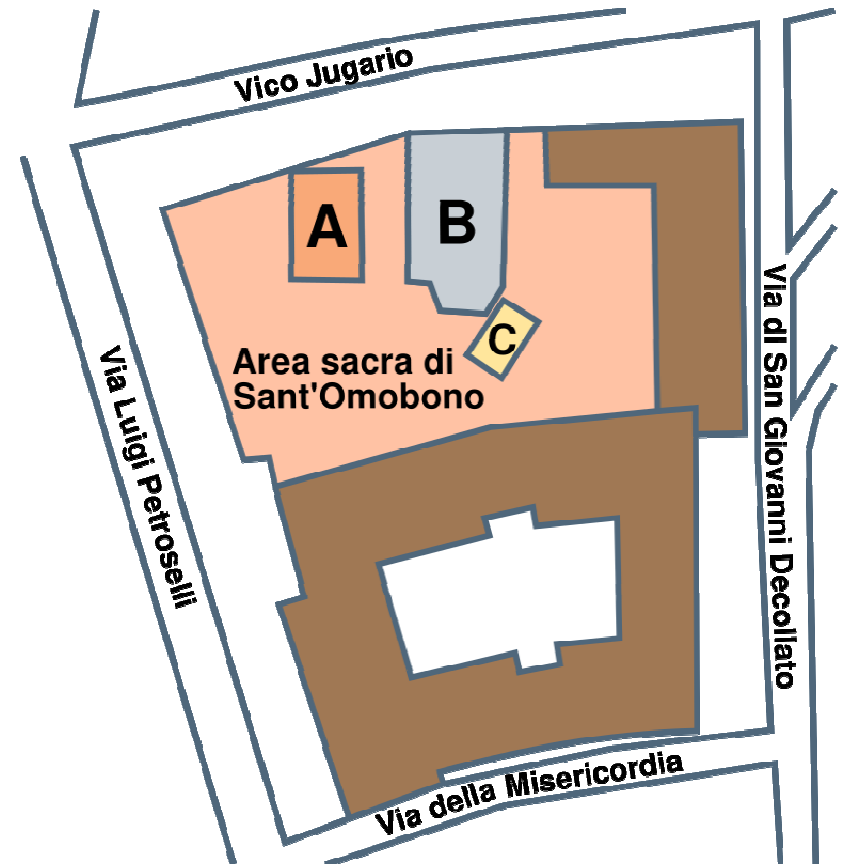 Vico Jugario
A
B
C
Area sacra di
Sant'Omobono
Via Luigi Petroselli
Via di San Giovanni Decollato
Via della Misericordia